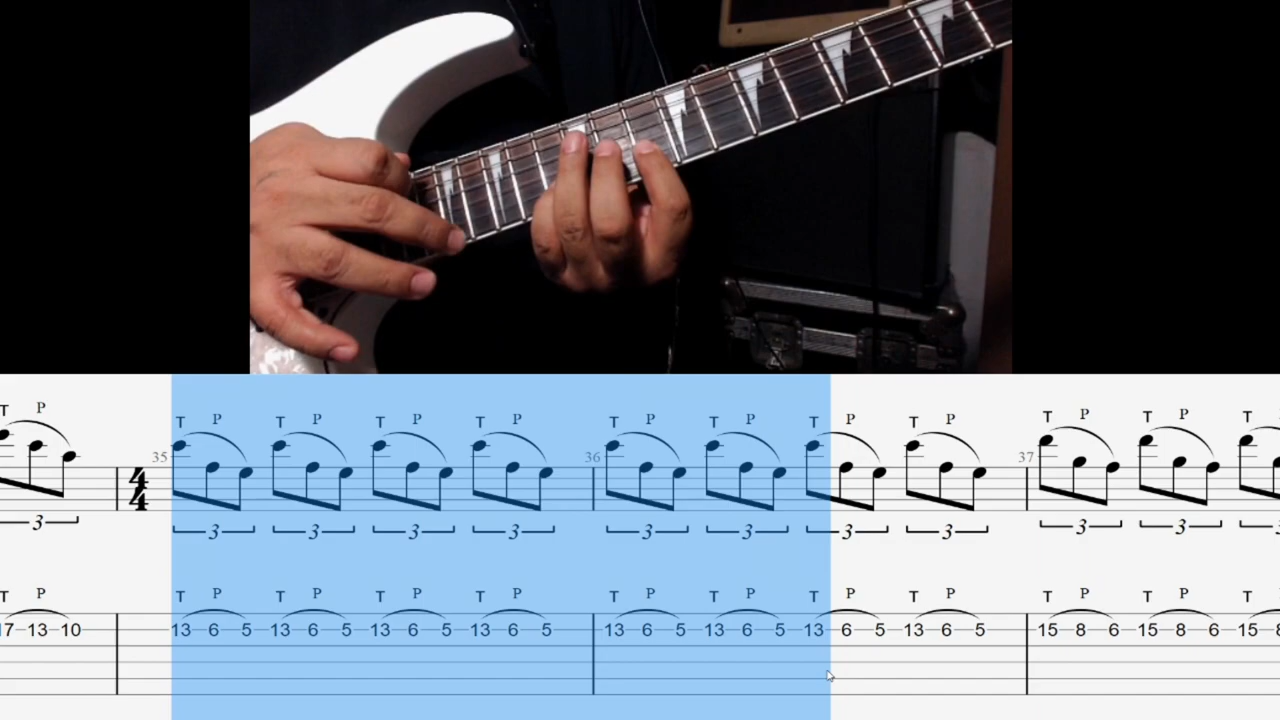 T P
35 T P T P T P T P 36 T P T P T P T P 37 T P T P T
4
4
3 3 3 3 3 3 3 3 3 3 3
T P T P T P T P T P T P T P T P T P T P T P T
17 13 10 13 6 5 13 6 5 13 6 5 13 6 5 13 6 5 13 6 5 13 6 5 13 6 5 15 8 6 15 8 6 15 8